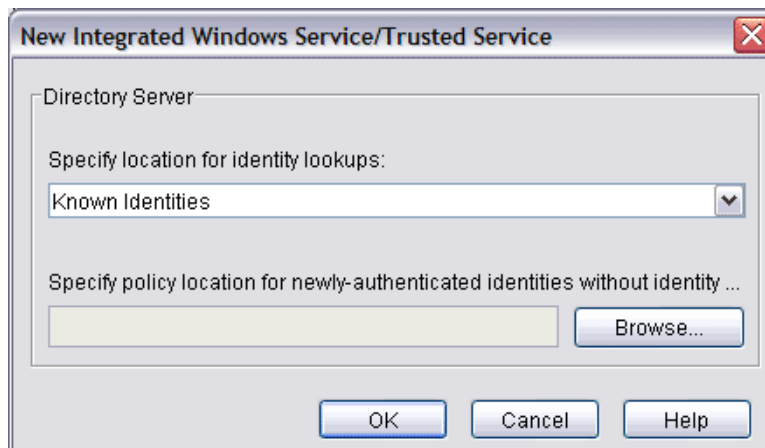 New Integrated Windows Service/Trusted Service
Directory Server
Specify location for identity lookups:
Known Identities
Specify policy location for newly-authenticated identities without identity ...
Browse...
OK
Cancel
Help